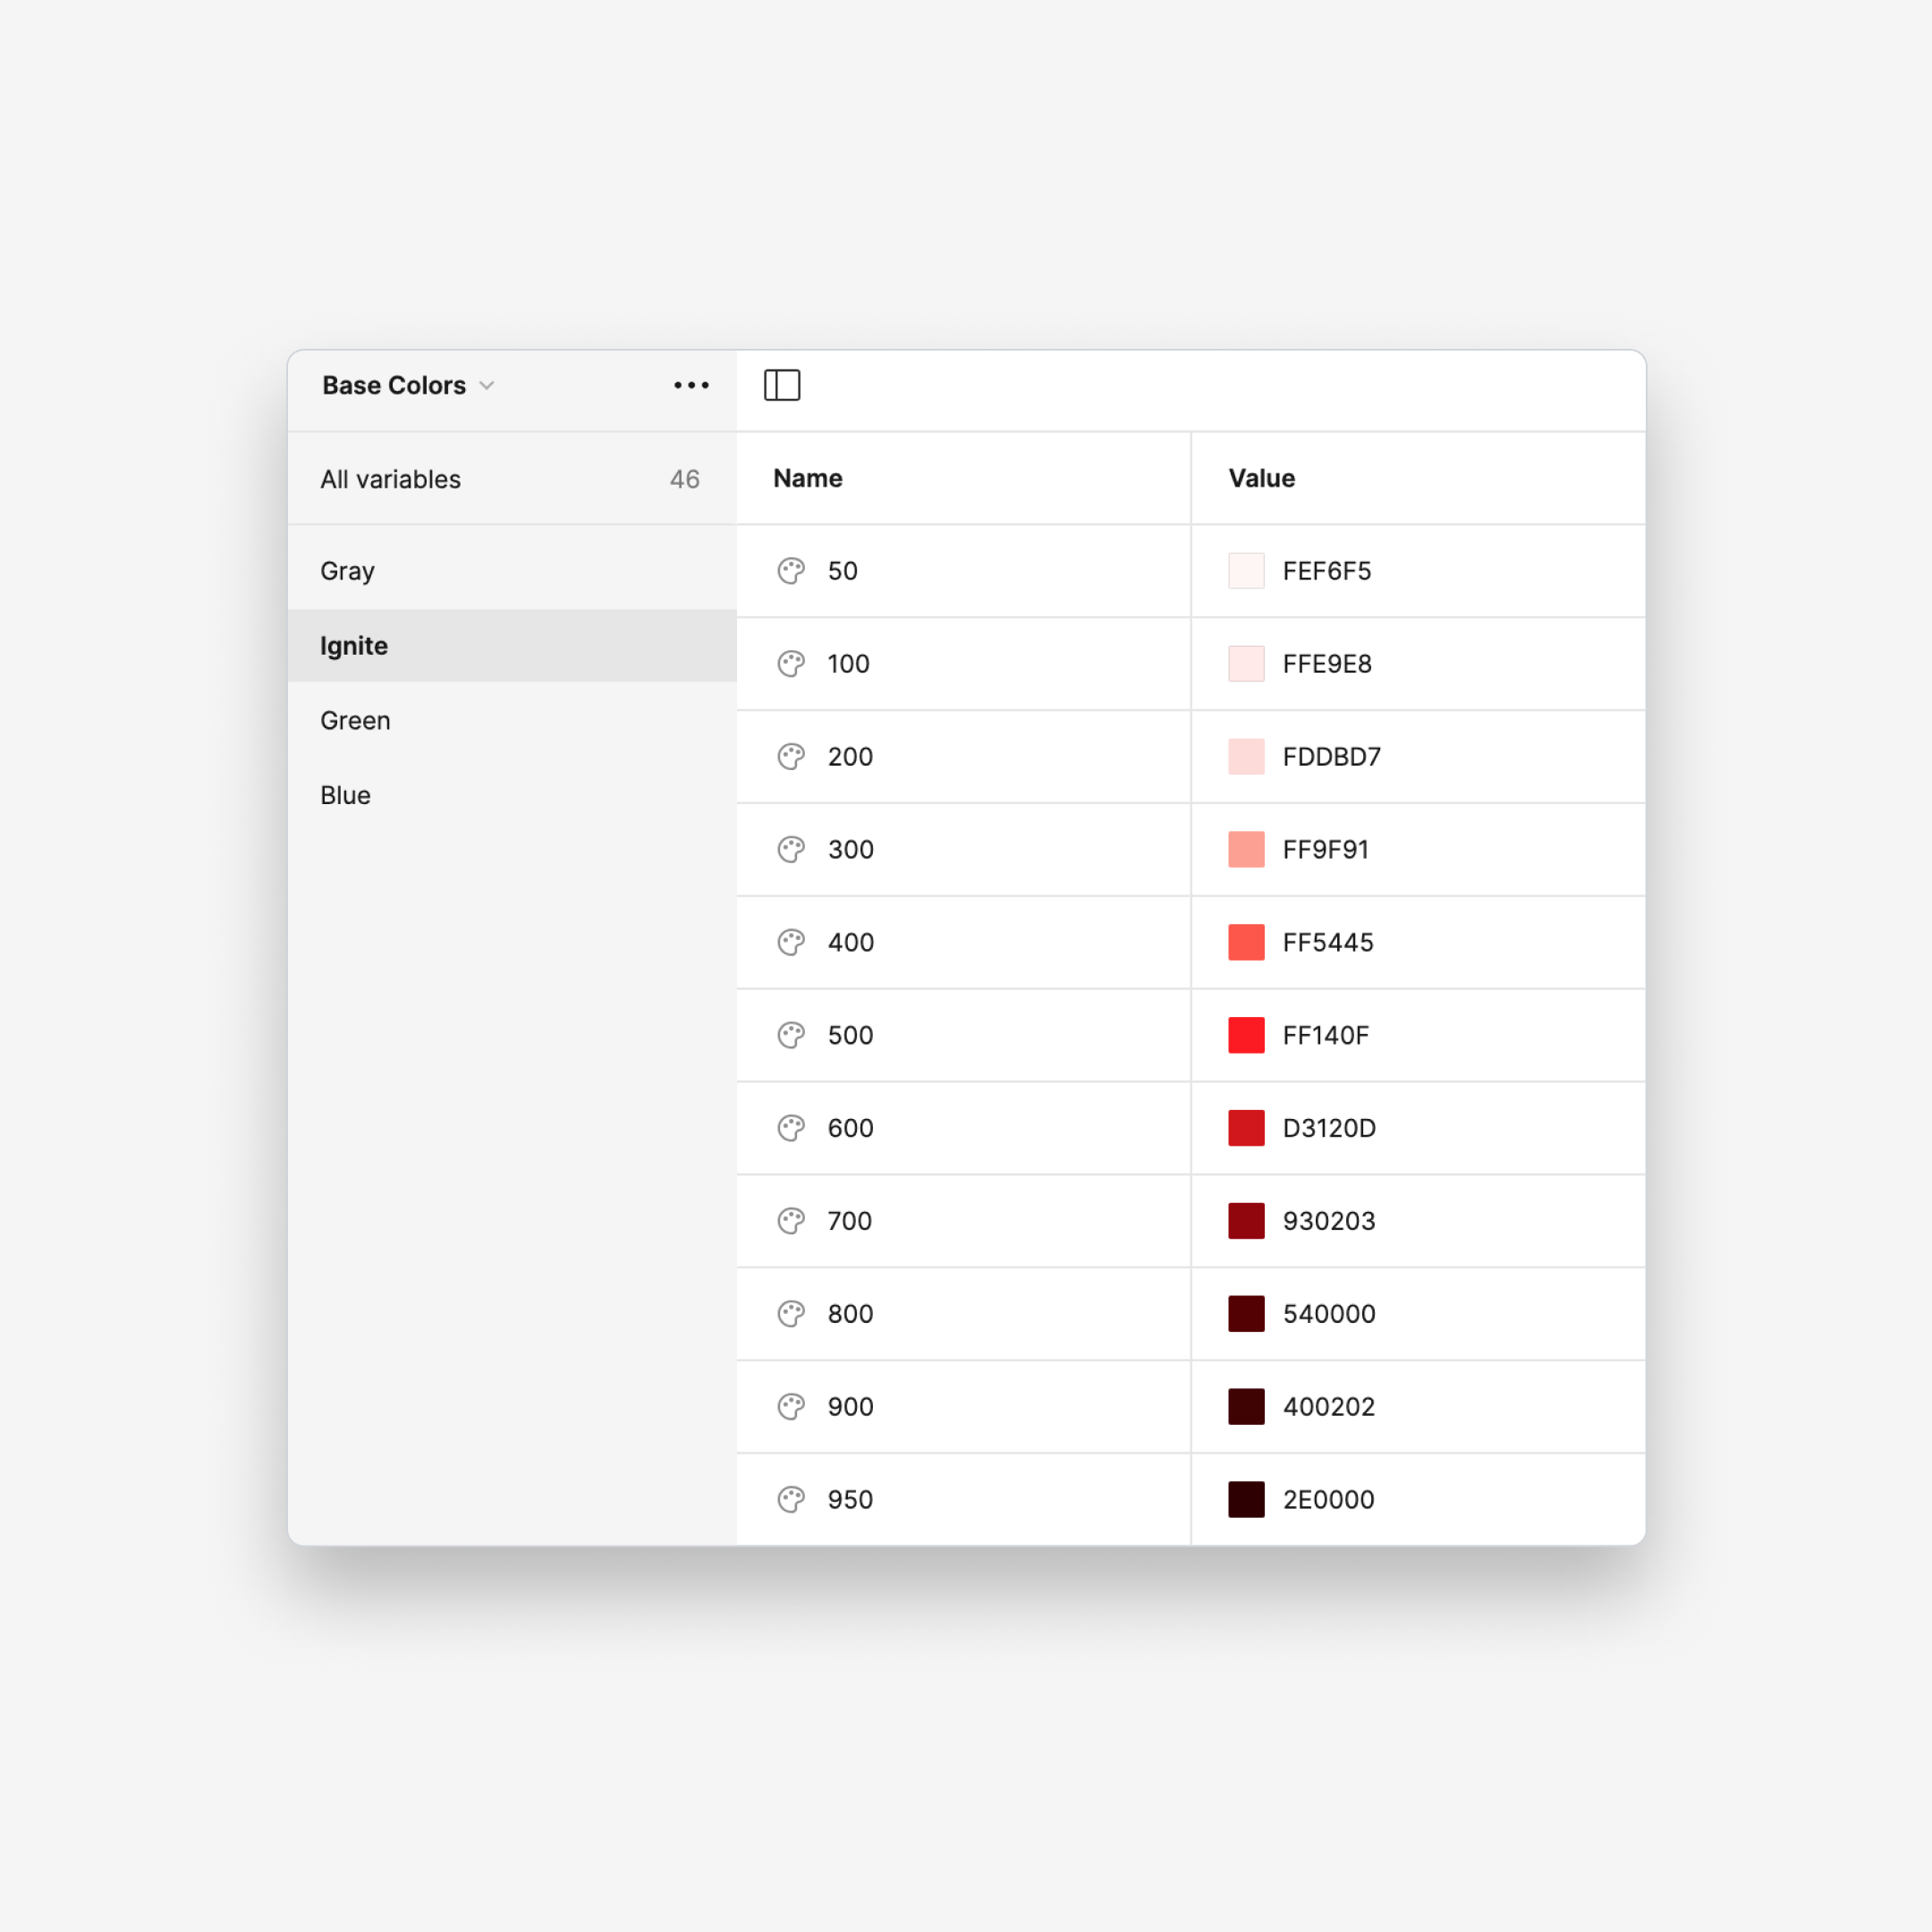 Base Colors
All variables 46
Gray
Ignite
Green
Blue
Name Value
50 FEF6F5
100 FFE9E8
200 FDDBD7
300 FF9F91
400 FF5445
500 FF140F
600 D3120D
700 930203
800 540000
900 400202
950 2E0000